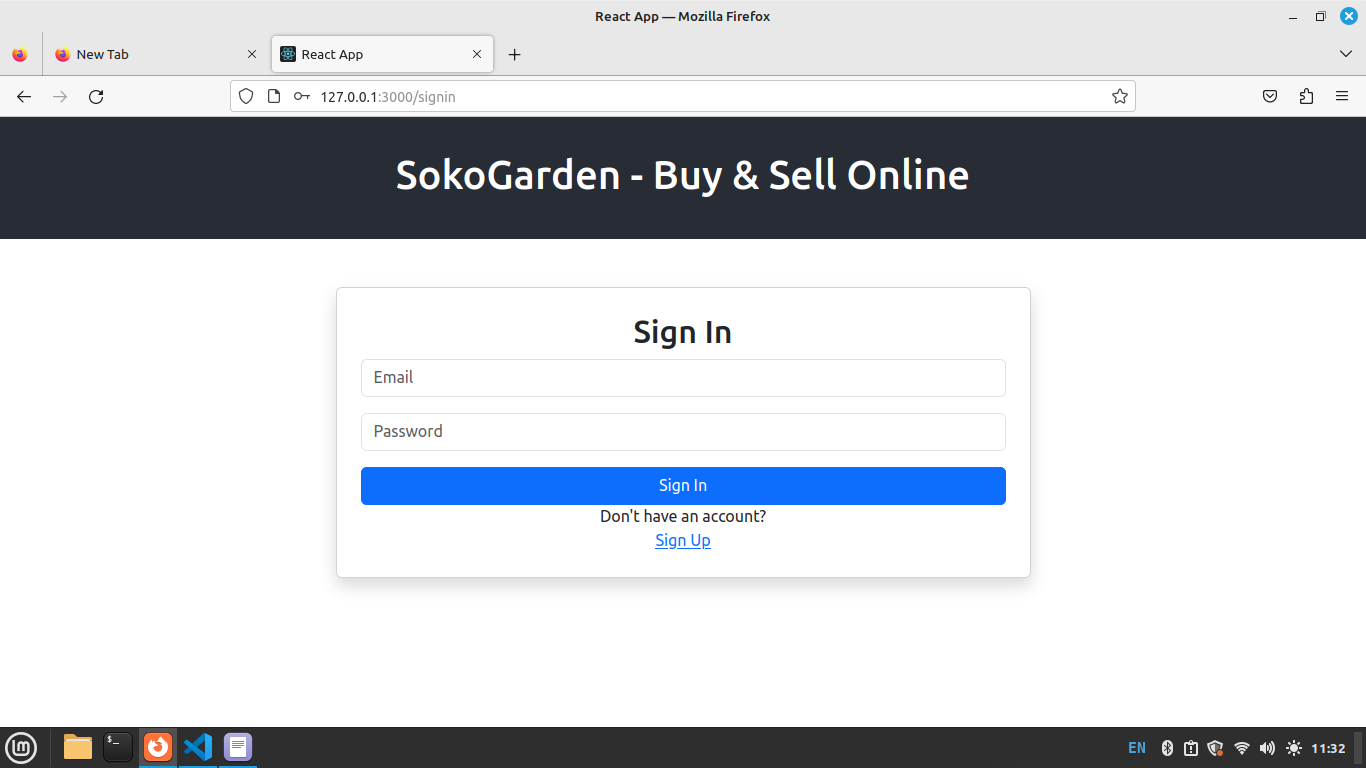 React App — Mozilla Firefox
New Tab
React App
127.0.0.1:3000/signin
SokoGarden - Buy & Sell Online
Sign In
Email
Password
Sign In
Don't have an account?
Sign Up
$_
lm
EN
11:32